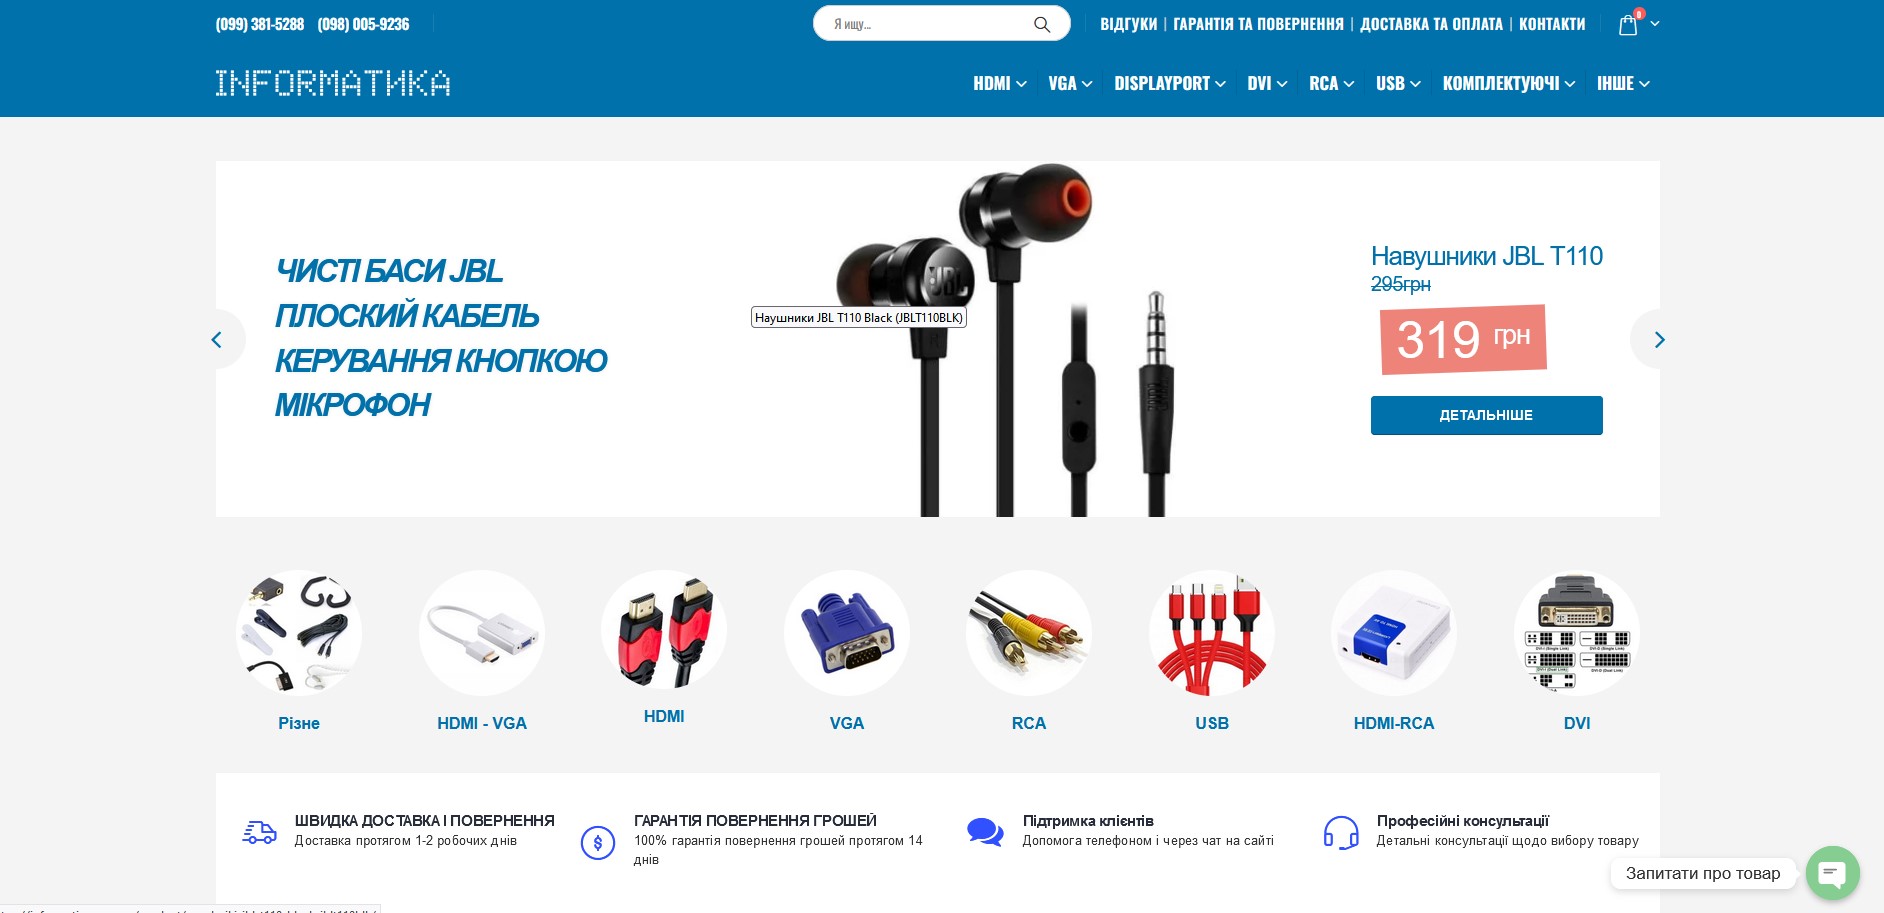 (099) 381-5288 (098) 005-9236
Я ищу...
ВІДГУКИ | ГАРАНТІЯ ТА ПОВЕРНЕННЯ | ДОСТАВКА ТА ОПЛАТА | КОНТАКТИ
0
INFORMATИKA
HDMI VGA DISPLAYPORT DVI RCA USB КОМПЛЕКТУЮЧІ ІНШЕ
ЧИСТІ БАСИ JBL
ПЛОСКИЙ КАБЕЛЬ
КЕРУВАННЯ КНОПКОЮ
МІКРОФОН
JBL
Наушники JBL T110 Black (JBLT110BLK)
Навушники JBL T110
295грн
319 грн
ДЕТАЛЬНІШЕ
Різне
HDMI - VGA
HDMI
VGA
RCA
USB
HDMI-RCA
DVI
ШВИДКА ДОСТАВКА І ПОВЕРНЕННЯ
Доставка протягом 1-2 робочих днів
ГАРАНТІЯ ПОВЕРНЕННЯ ГРОШЕЙ
100% гарантія повернення грошей протягом 14
днів
Підтримка клієнтів
Допомога телефоном і через чат на сайті
Професійні консультації
Детальні консультації щодо вибору товару
Запитати про товар